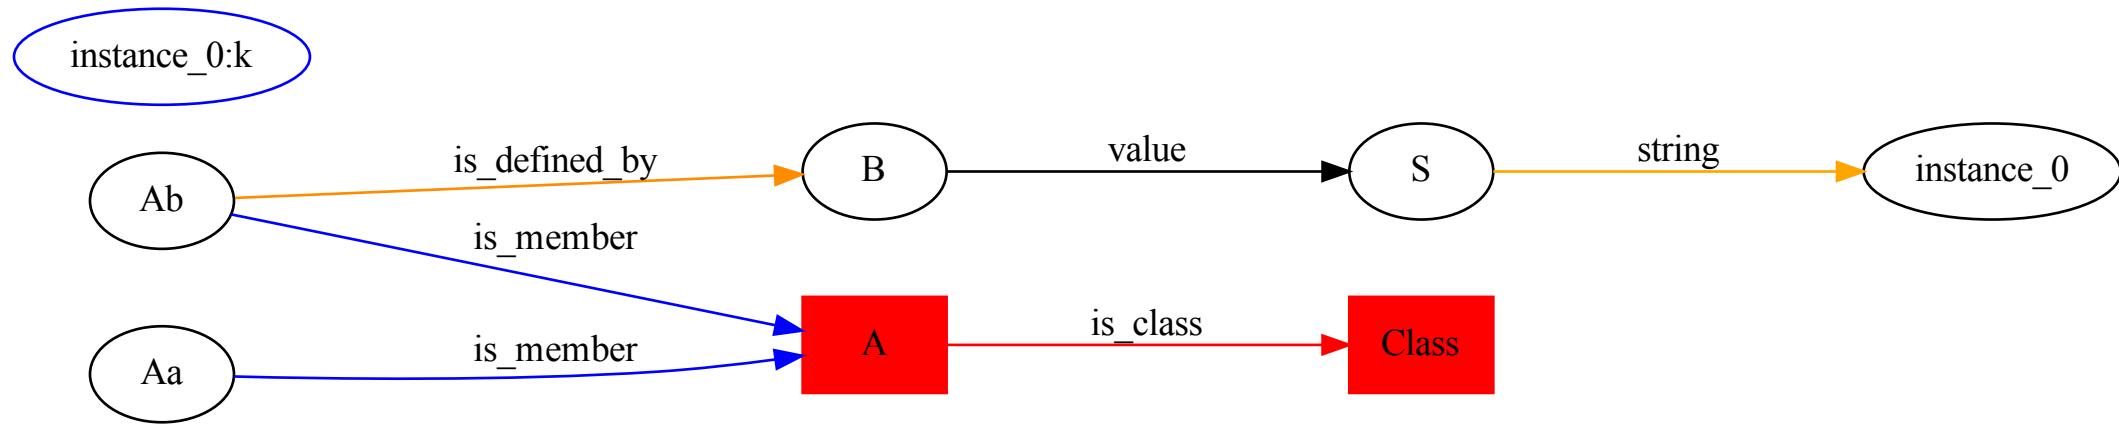 instance_0:k
Ab
is_defined_by
B
value
S
string
instance_0
is_member
A
is_class
Class
Aa
is_member